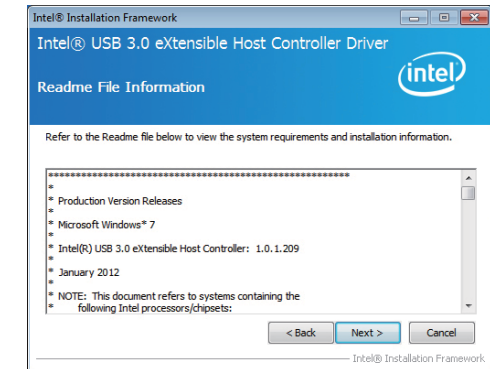 Intel® Installation Framework
Intel® USB 3.0 eXtensible Host Controller Driver
intel
Readme File Information
Refer to the Readme file below to view the system requirements and installation information.
*******************************************************
*
* Production Version Releases
*
* Microsoft Windows* 7
*
* Intel(R) USB 3.0 eXtensible Host Controller: 1.0.1.209
*
* January 2012
*
* NOTE: This document refers to systems containing the
* following Intel processors/chipsets:
< Back
Next >
Cancel
Intel® Installation Framework